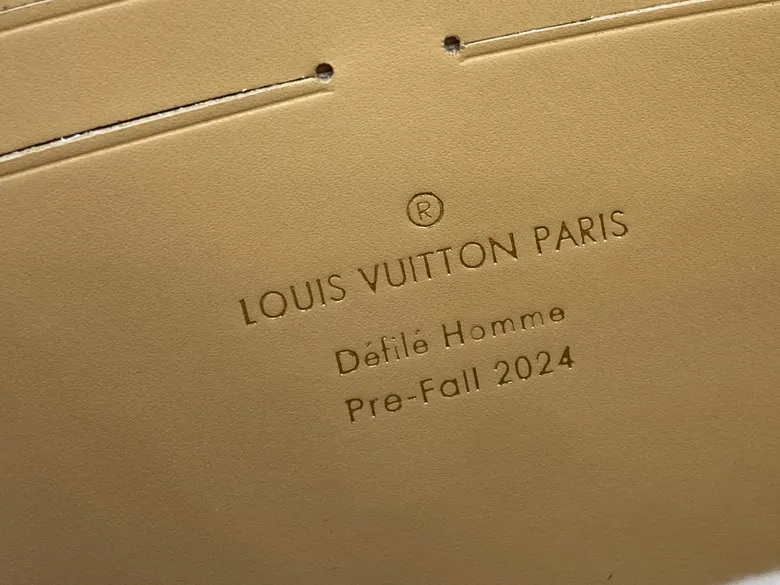 ®
LOUIS VUITTON PARIS
Défilé Homme
Pre-Fall 2024